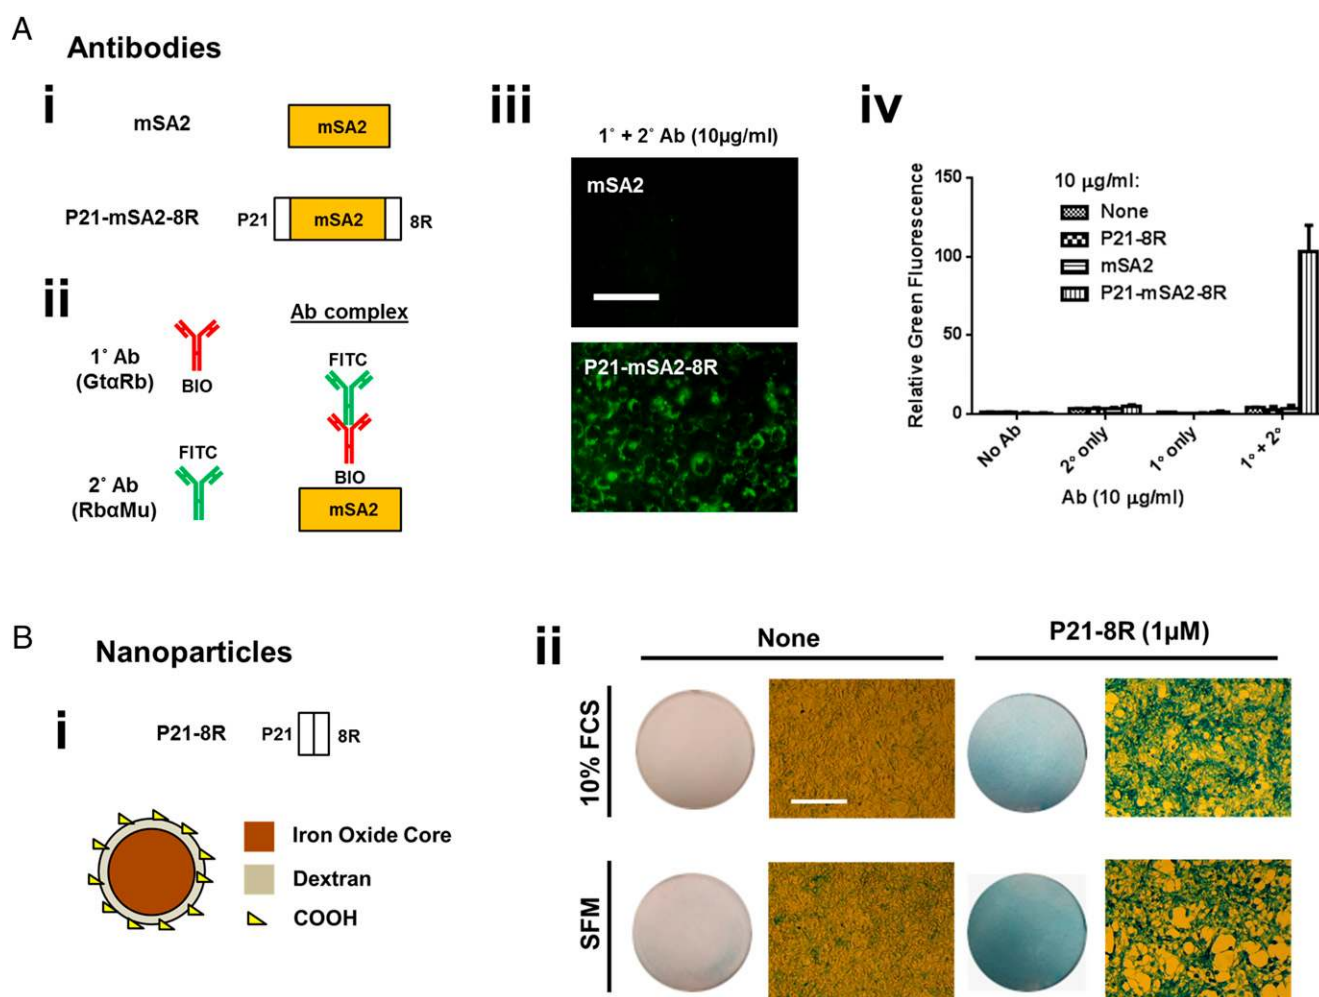 A
Antibodies
i
mSA2
mSA2
P21-mSA2-8R
P21
mSA2
8R
ii
1° Ab
(GtαRb)
BIO
2° Ab
(RbαMu)
FITC
Ab complex
FITC
BIO
mSA2
iii
1° + 2° Ab (10µg/ml)
mSA2
P21-mSA2-8R
iv
Relative Green Fluorescence
150
100
50
0
10 µg/ml:
None
P21-8R
mSA2
P21-mSA2-8R
No Ab
2° only
1° only
1° + 2°
Ab (10 µg/ml)
B
Nanoparticles
i
P21-8R
P21
8R
Iron Oxide Core
Dextran
COOH
ii
None
P21-8R (1µM)
10% FCS
SFM